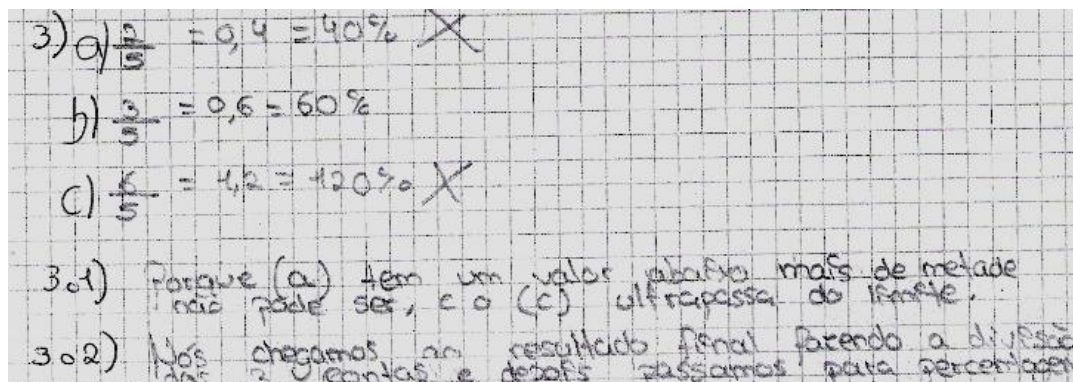 3) a) 2/5 = 0,4 = 40% X
b) 3/5 = 0,6 = 60%
c) 6/5 = 1,2 = 120% X
3.1) Porque (a) tem um valor abaixo mais de metade
não pode ser, e o (c) ultrapassa do limite.
3.2) Nós chegamos no resultado final fazendo a divisão
das contas e depois passamos para percentagem